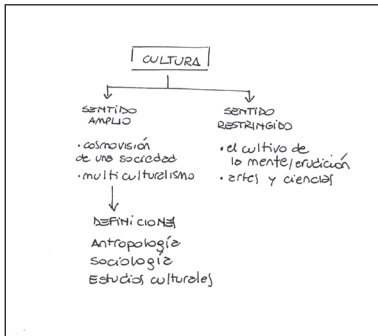 CULTURA
SENTIDO
AMPLIO
• cosmovisión
de una sociedad
• multiculturalismo
SENTIDO
RESTRINGIDO
• el cultivo de
la mente/erudición
• artes y ciencias
DEFINICIONES
Antropología
Sociología
Estudios culturales